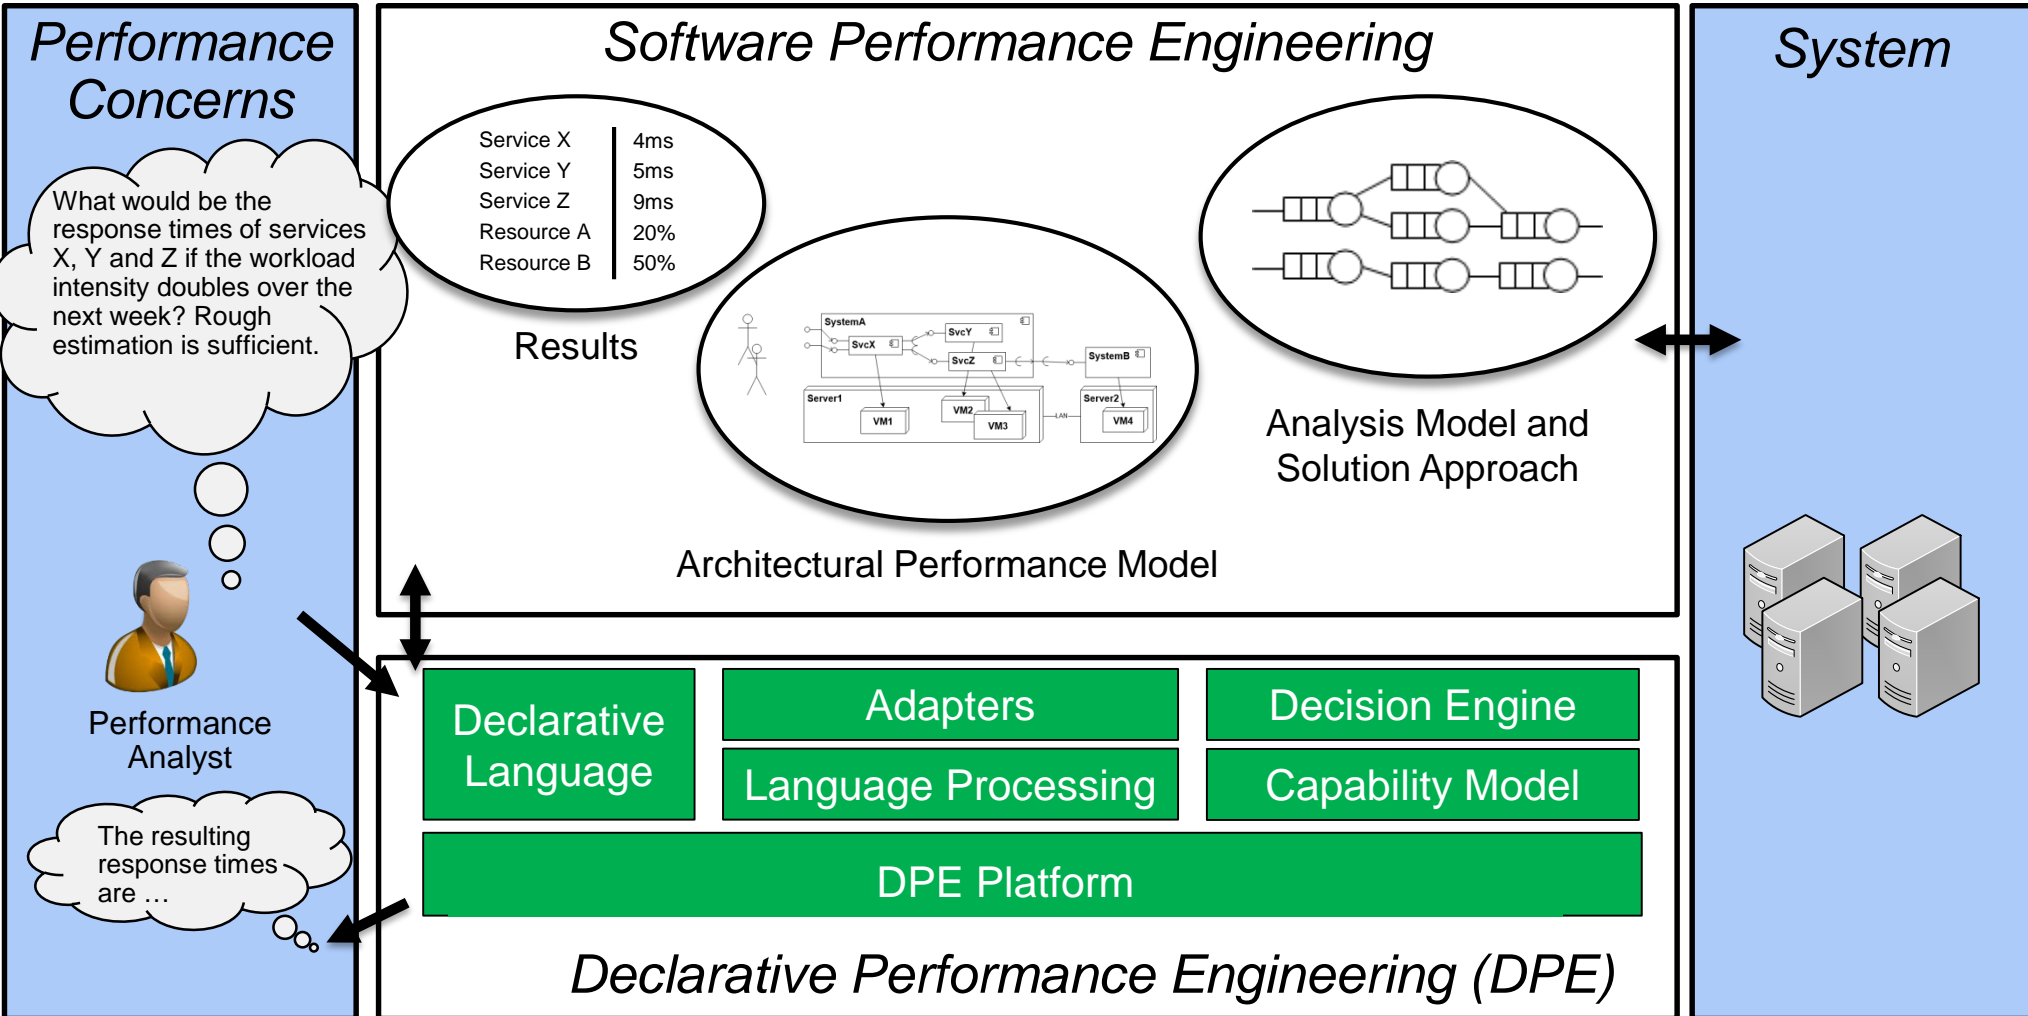 Performance
Concerns
What would be the
response times of services
X, Y and Z if the workload
intensity doubles over the
next week? Rough
estimation is sufficient.
Performance
Analyst
The resulting
response times
are …
Software Performance Engineering
Service X 4ms
Service Y 5ms
Service Z 9ms
Resource A 20%
Resource B 50%
Results
SystemA
SvcX
SvcY
SvcZ
SystemB
Server1
VM1
VM2
VM3
LAN
Server2
VM4
Architectural Performance Model
Analysis Model and
Solution Approach
Declarative
Language
Adapters
Language Processing
Decision Engine
Capability Model
DPE Platform
Declarative Performance Engineering (DPE)
System